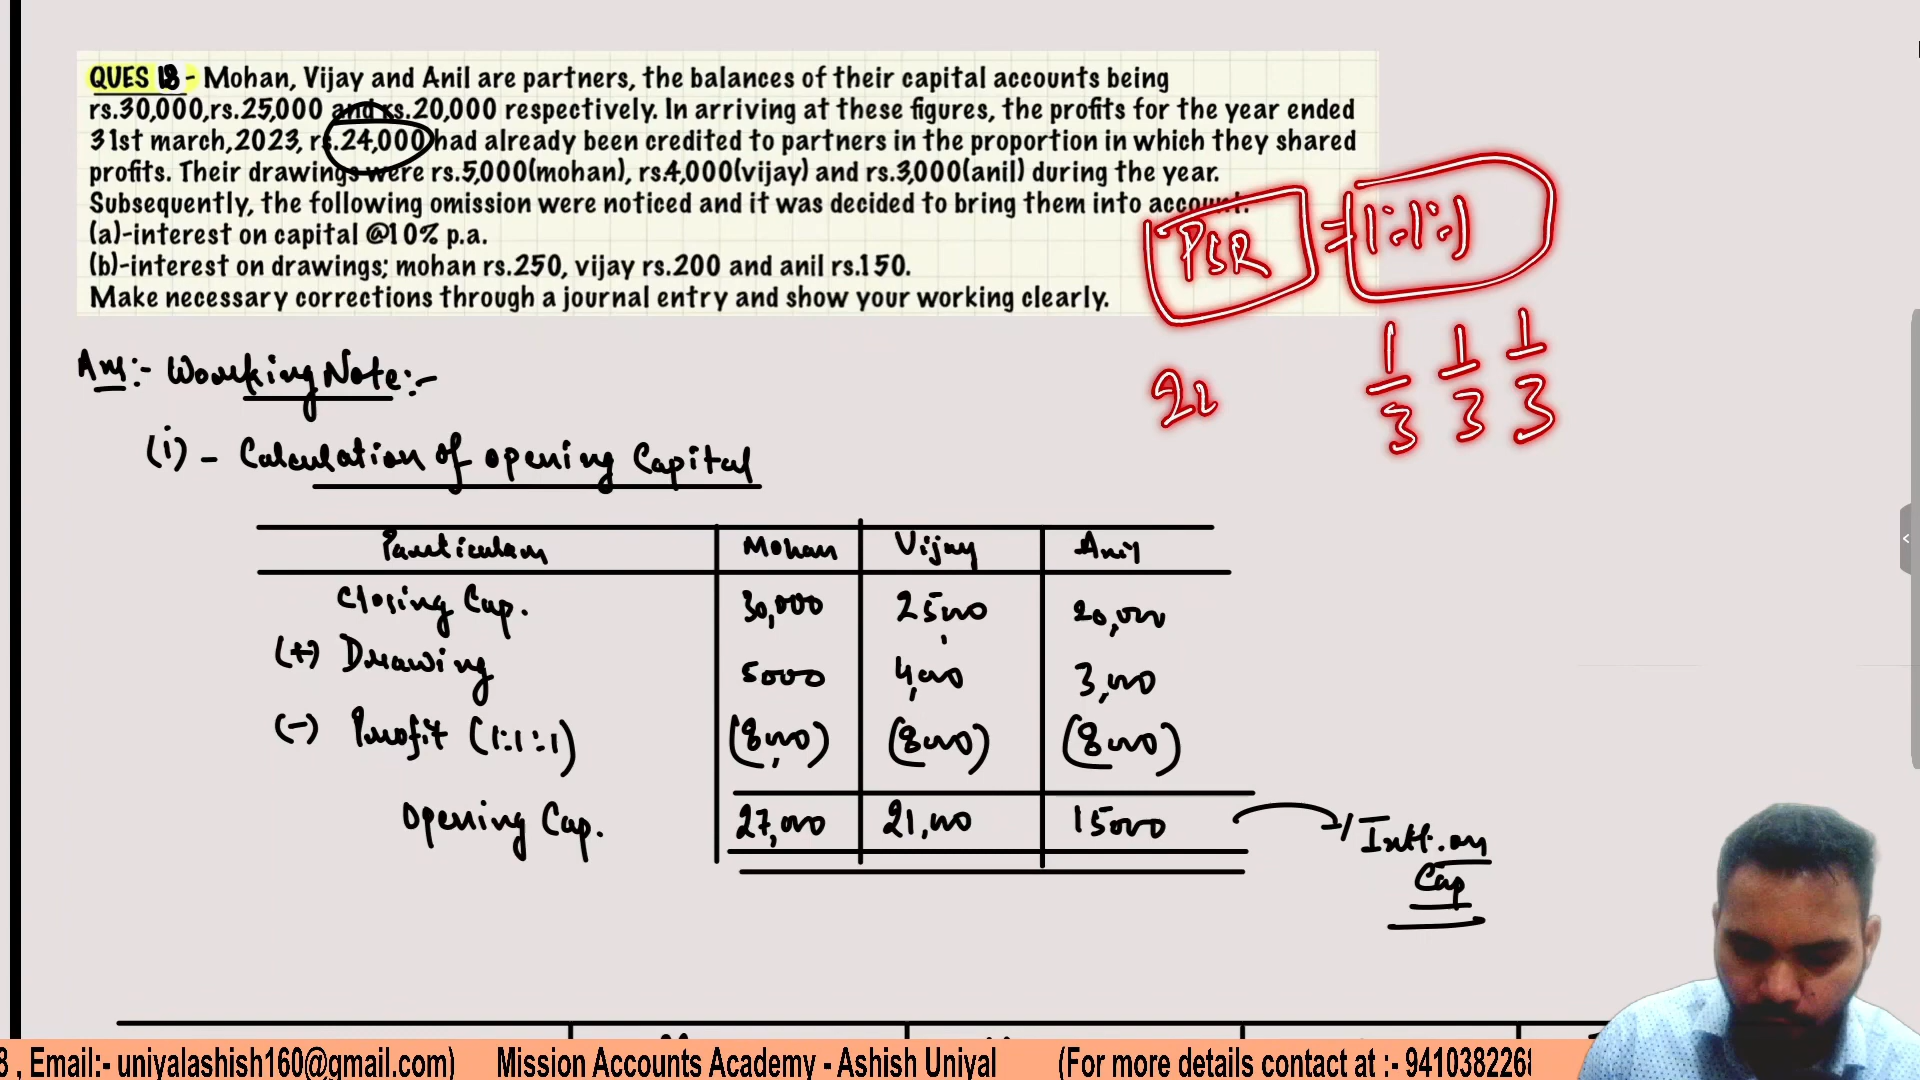 QUES 18 - Mohan, Vijay and Anil are partners, the balances of their capital accounts being
rs.30,000,rs.25,000 and rs.20,000 respectively. In arriving at these figures, the profits for the year ended
31st march,2023, rs.24,000 had already been credited to partners in the proportion in which they shared
profits. Their drawings were rs.5,000(mohan), rs.4,000(vijay) and rs.3,000(anil) during the year.
Subsequently, the following omission were noticed and it was decided to bring them into account:
(a)-interest on capital @10% p.a.
(b)-interest on drawings; mohan rs.250, vijay rs.200 and anil rs.150.
Make necessary corrections through a journal entry and show your working clearly.
PSR = 1:1:1
1/3 1/3 1/3
Ans:- Working Note:-
(i) - Calculation of opening Capital
Particulars Mohan Vijay Anil
Closing Cap. 30,000 25,000 20,000
(+) Drawing 5000 4,000 3,000
(-) Profit (1:1:1) (8,000) (8000) (8000)
Opening Cap. 27,000 21,000 15000
Intt. on
Cap
8 , Email:- uniyalashish160@gmail.com) Mission Accounts Academy - Ashish Uniyal (For more details contact at :- 9410382268